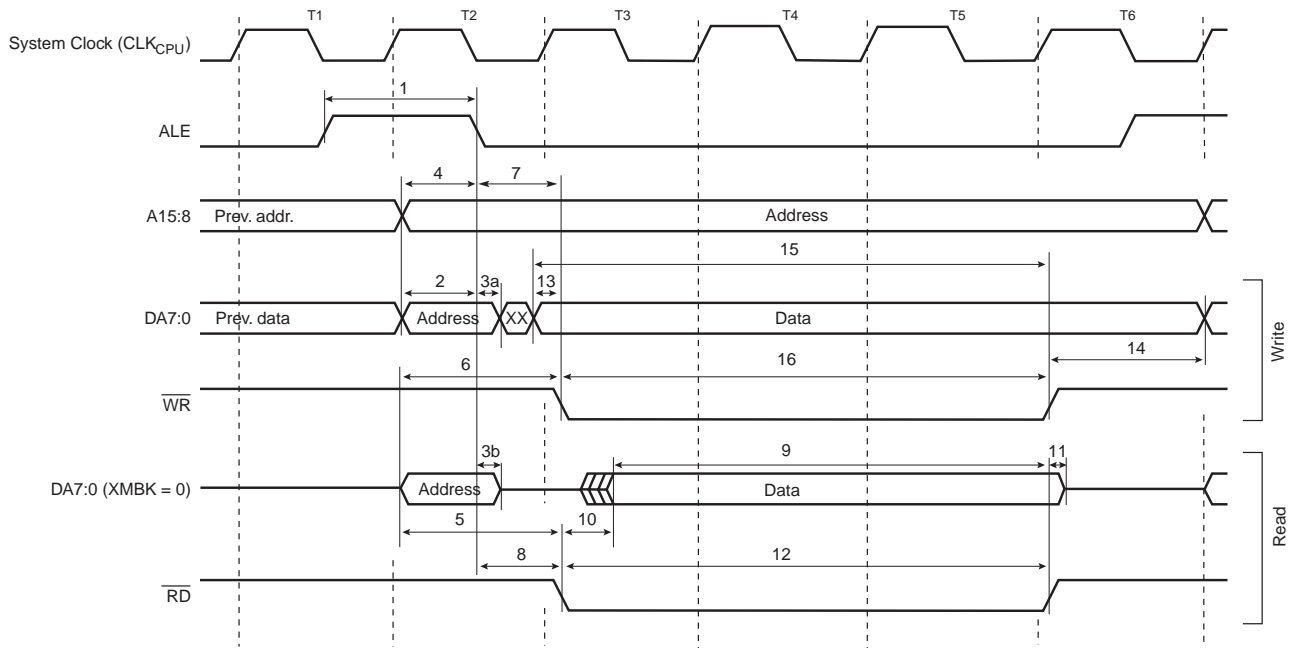 T1 T2 T3 T4 T5 T6
System Clock (CLKCPU)
1
ALE
4 7
A15:8 Prev. addr. Address
15
2 3a 13
DA7:0 Prev. data Address XX Data
14
6 16
WR
Write
3b 9 11
DA7:0 (XMBK = 0) Address Data
5 10
8 12
RD
Read